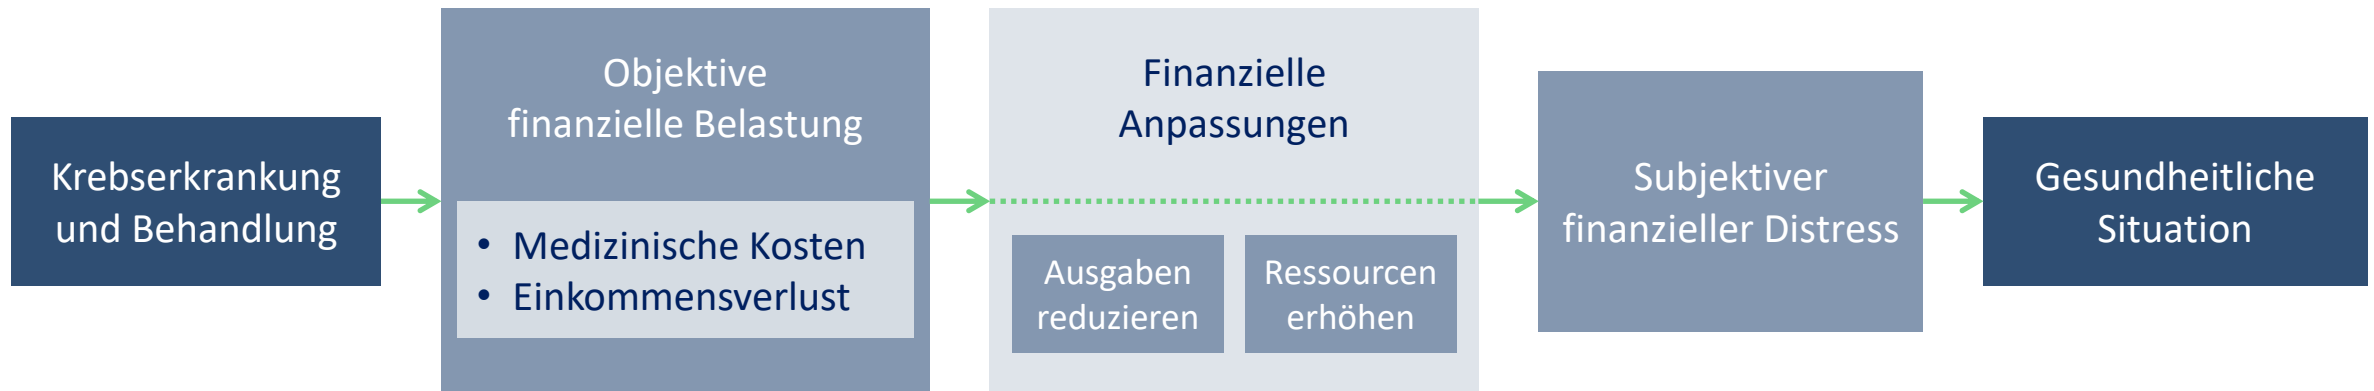 Krebserkrankung
und Behandlung
Objektive
finanzielle Belastung
• Medizinische Kosten
• Einkommensverlust
Finanzielle
Anpassungen
Ausgaben
reduzieren
Ressourcen
erhöhen
Subjektiver
finanzieller Distress
Gesundheitliche
Situation